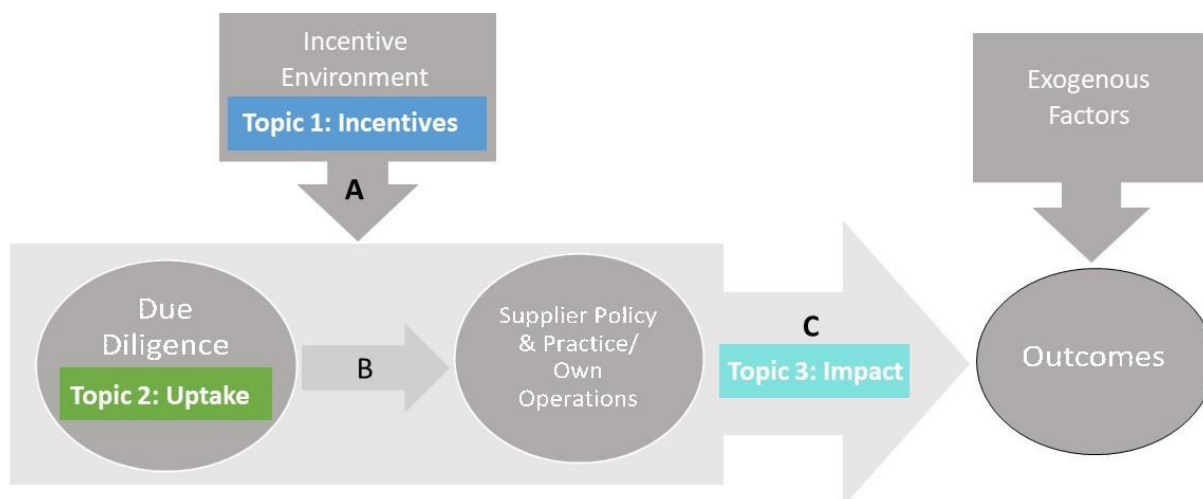 Incentive
Environment
Topic 1: Incentives
A
Exogenous
Factors
Due
Diligence
Topic 2: Uptake
B
Supplier Policy
& Practice/
Own
Operations
C
Topic 3: Impact
Outcomes